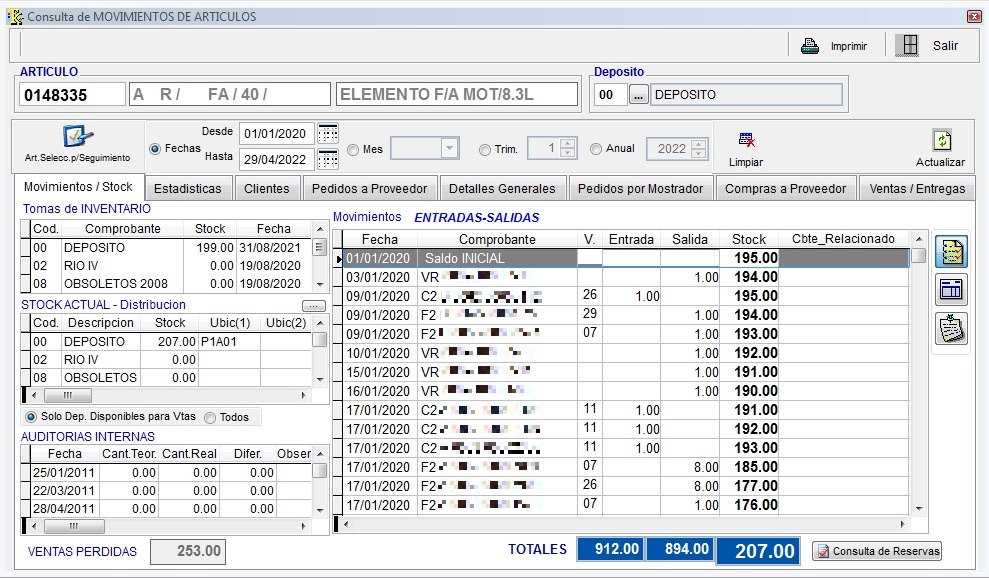 Consulta de MOVIMIENTOS DE ARTICULOS
Imprimir Salir
ARTICULO Deposito
0148335 A R / FA / 40 / ELEMENTO F/A MOT/8.3L 00 ... DEPOSITO
Art.Selecc.p/Seguimiento Fechas Desde 01/01/2020 Hasta 29/04/2022 Mes Trim. 1 Anual 2022 Limpiar Actualizar
Movimientos / Stock Estadisticas Clientes Pedidos a Proveedor Detalles Generales Pedidos por Mostrador Compras a Proveedor Ventas / Entregas
Tomas de INVENTARIO
Cod. Comprobante Stock Fecha
00 DEPOSITO 199.00 31/08/2021
02 RIO IV 0.00 19/08/2020
08 OBSOLETOS 2008 0.00 19/08/2020
STOCK ACTUAL - Distribucion ...
Cod. Descripcion Stock Ubic(1) Ubic(2)
00 DEPOSITO 207.00 P1A01
02 RIO IV 0.00
08 OBSOLETOS 0.00
Solo Dep. Disponibles para Vtas Todos
AUDITORIAS INTERNAS
Fecha Cant.Teor. Cant.Real Difer. Obser
25/01/2011 0.00 0.00 0.00
22/03/2011 0.00 0.00 0.00
28/04/2011 0.00 0.00 0.00
VENTAS PERDIDAS 253.00
Movimientos ENTRADAS-SALIDAS
Fecha Comprobante V. Entrada Salida Stock Cbte_Relacionado
01/01/2020 Saldo INICIAL 195.00
03/01/2020 VR 1.00 194.00
09/01/2020 C2 26 1.00 195.00
09/01/2020 F2 29 1.00 194.00
09/01/2020 F2 07 1.00 193.00
10/01/2020 VR 1.00 192.00
15/01/2020 VR 1.00 191.00
16/01/2020 VR 1.00 190.00
17/01/2020 C2 11 1.00 191.00
17/01/2020 C2 11 1.00 192.00
17/01/2020 C2 11 1.00 193.00
17/01/2020 F2 07 8.00 185.00
17/01/2020 F2 26 8.00 177.00
17/01/2020 F2 07 1.00 176.00
TOTALES 912.00 894.00 207.00 Consulta de Reservas